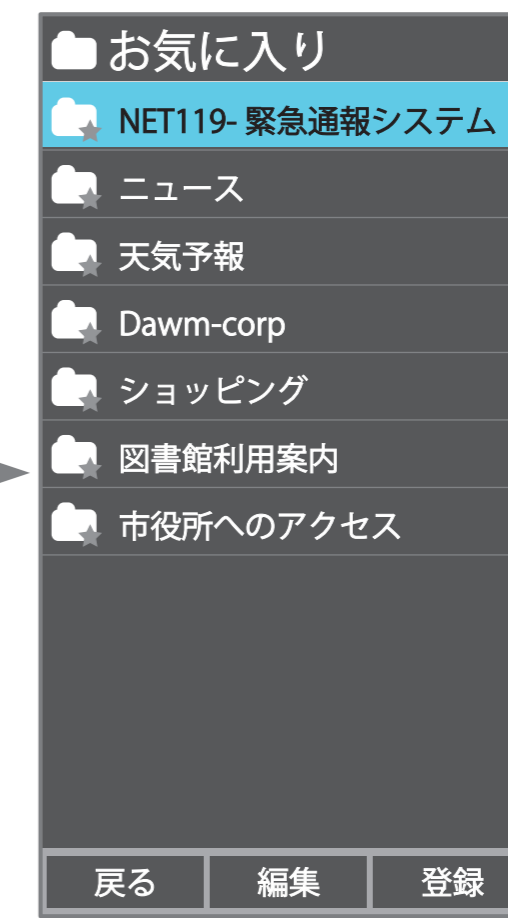 お気に入り
NET119- 緊急通報システム
ニュース
天気予報
Dawm-corp
ショッピング
図書館利用案内
市役所へのアクセス
戻る 編集 登録